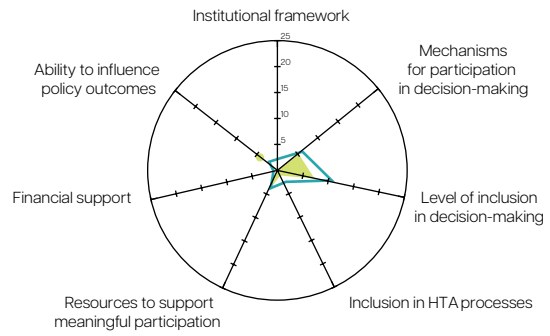 Institutional framework
25
20
15
10
5
Mechanisms
for participation
in decision-making
Level of inclusion
in decision-making
Inclusion in HTA processes
Resources to support
meaningful participation
Financial support
Ability to influence
policy outcomes